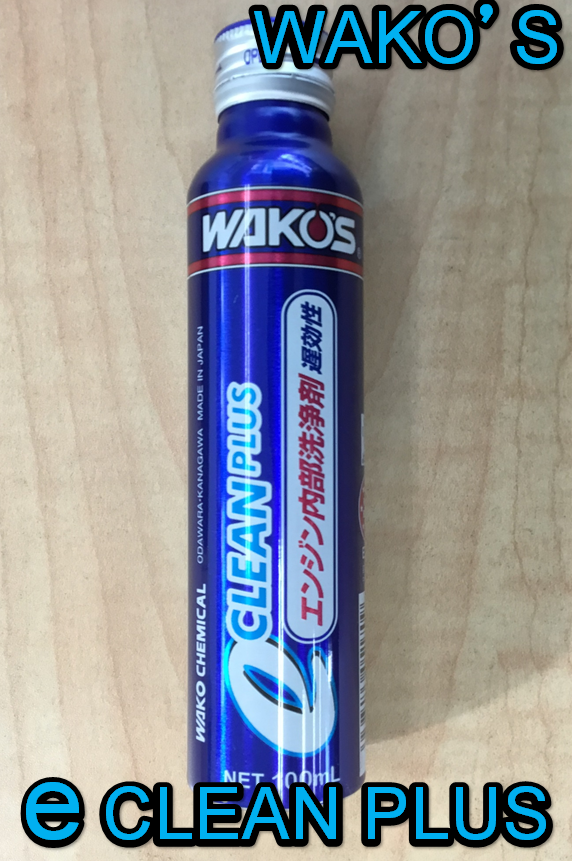 WAKO'S
WAKO'S
遅効性
エンジン内部洗浄剤
e CLEAN PLUS
WAKO CHEMICAL ODAWARA・KANAGAWA MADE IN JAPAN
NET 100mL
e CLEAN PLUS